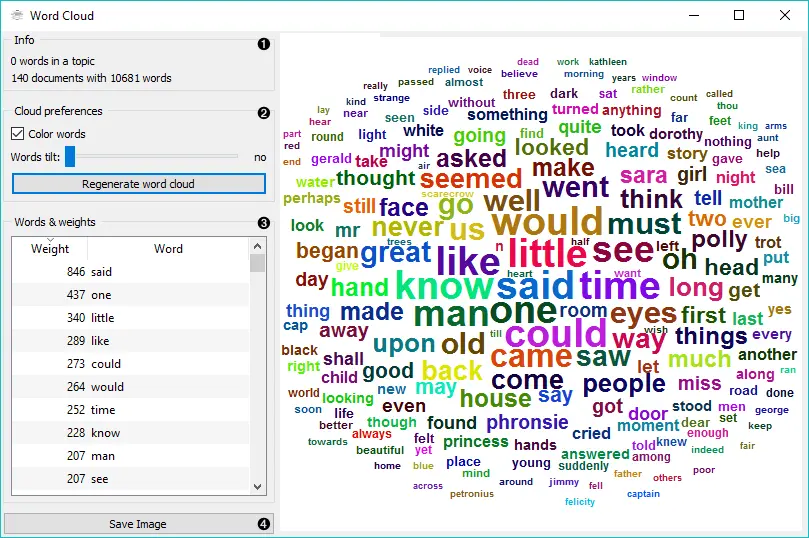 Word Cloud
Info
1
0 words in a topic
140 documents with 10681 words
Cloud preferences
2
Color words
Words tilt:
no
Regenerate word cloud
Words & weights
3
Weight Word
846 said
437 one
340 little
289 like
273 could
264 would
252 time
228 know
207 man
207 see
Save Image
4
dead work kathleen
replied voice believe morning years window
really passed almost three dark sat rather count called
kind strange without something turned anything thou
lay near seen side far feet king arms
hear white going find quite took dorothy nothing aunt
part round light looked heard story
red might asked make gave help
end gerald take air seemed sara girl night sea
water thought scarecrow went bill
perhaps still face go well think tell mother
look mr never us would must two ever big
began trees n half left polly trot
great like little see oh head put
give heart want
day hand know said time long get many
thing made man one room eyes first last yes
cap away till could wish way things every
black upon old another
right shall good back came saw let much along ran
child new may come people miss road done
world looking house say
soon life even phronsie got door stood men george
better though found moment dear set keep
always felt princess hands cried told knew enough
towards beautiful yet answered among indeed fair
home blue place young suddenly poor
mind father others
across around jimmy fell
petronius captain
felicity